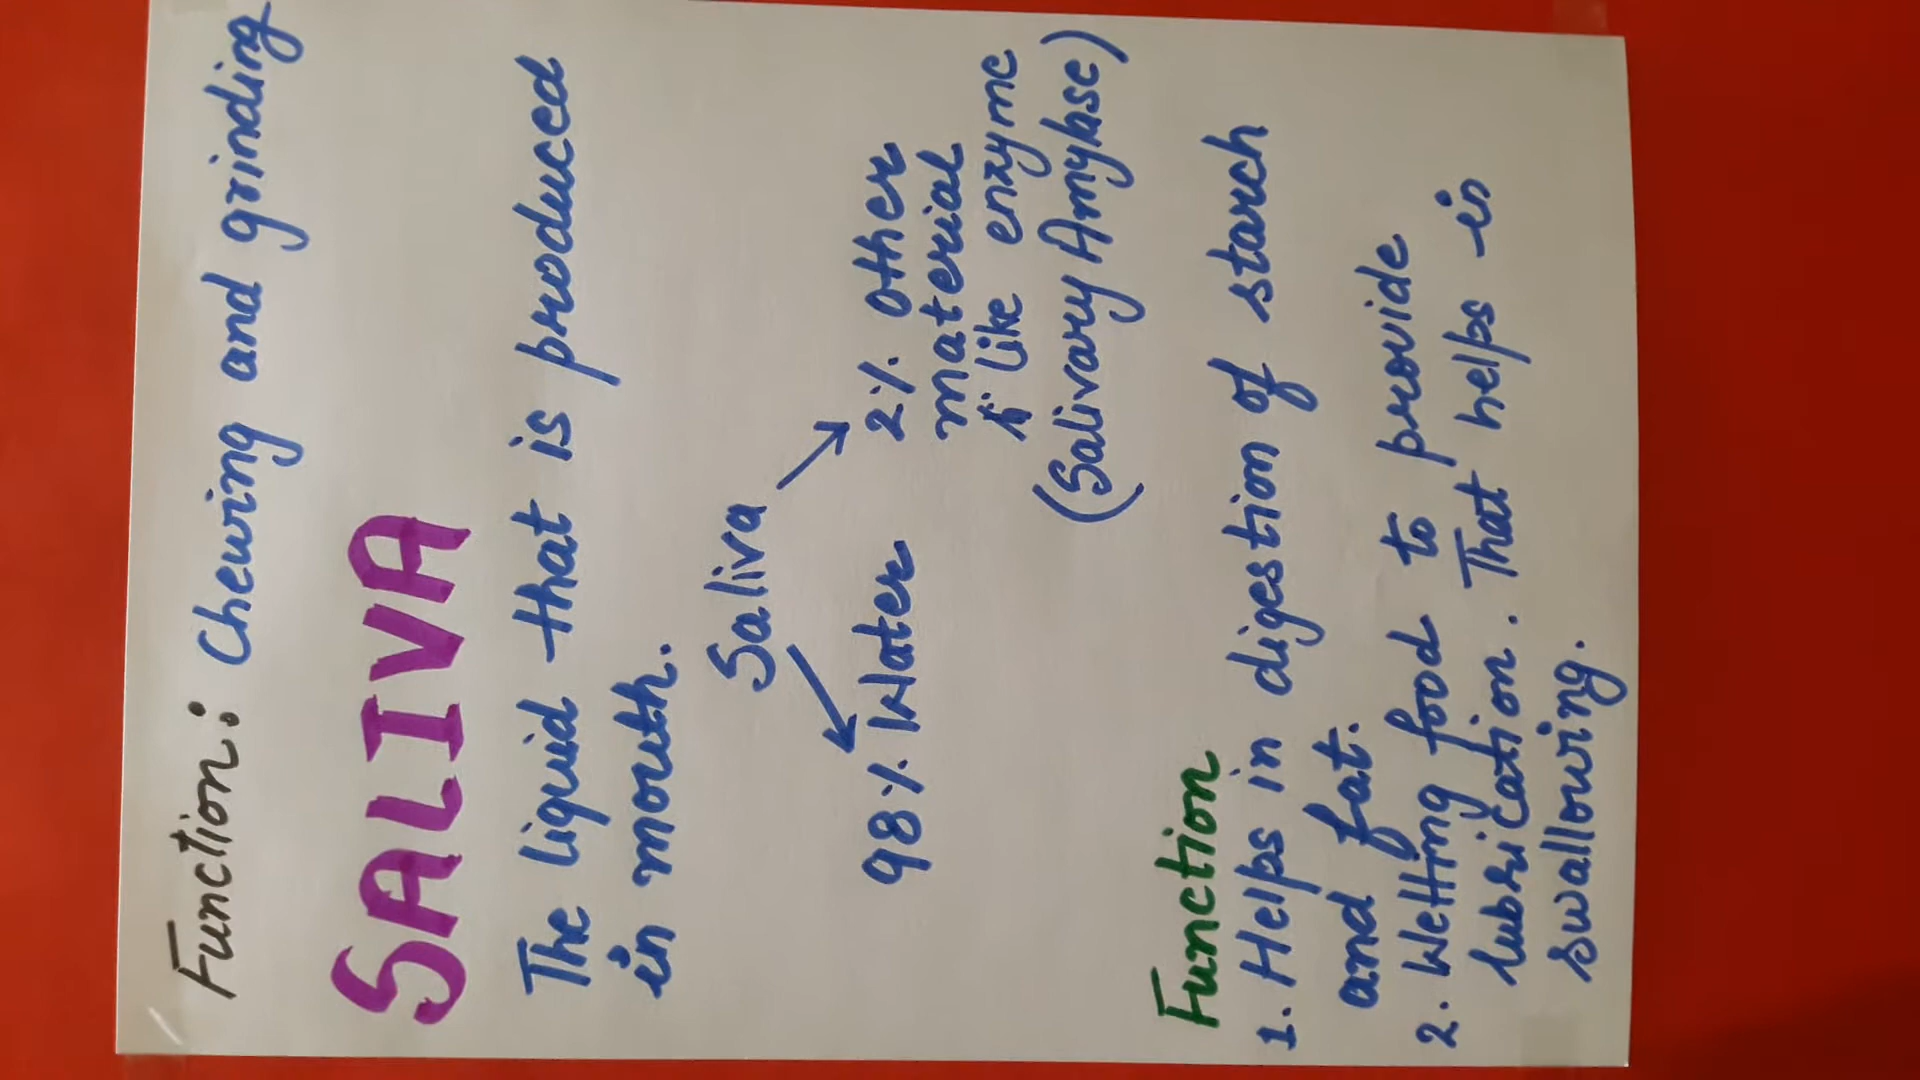 Function: Chewing and grinding
SALIVA
The liquid that is produced
in mouth.
Saliva
98% Water
2% other
material
like enzyme
(Salivary Amylase)
Function
1. Helps in digestion of starch
and fat.
2. Wetting food to provide
lubrication. That helps is
swallowing.